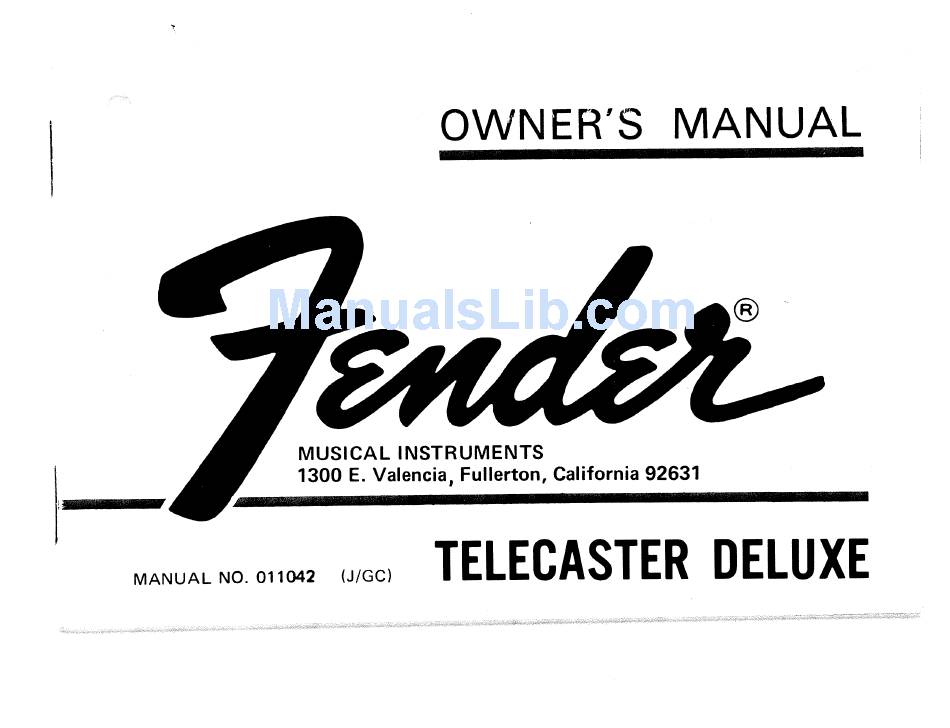 OWNER'S MANUAL
Fender®
ManualsLib.com
MUSICAL INSTRUMENTS
1300 E. Valencia, Fullerton, California 92631
TELECASTER DELUXE
MANUAL NO. 011042 (J/GC)